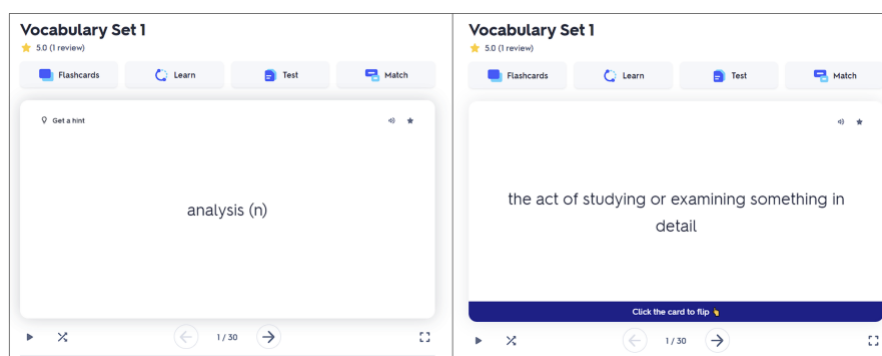 Vocabulary Set 1
5.0 (1 review)
Flashcards Learn Test Match
Get a hint
analysis (n)
1 / 30
Vocabulary Set 1
5.0 (1 review)
Flashcards Learn Test Match
the act of studying or examining something in
detail
Click the card to flip
1 / 30